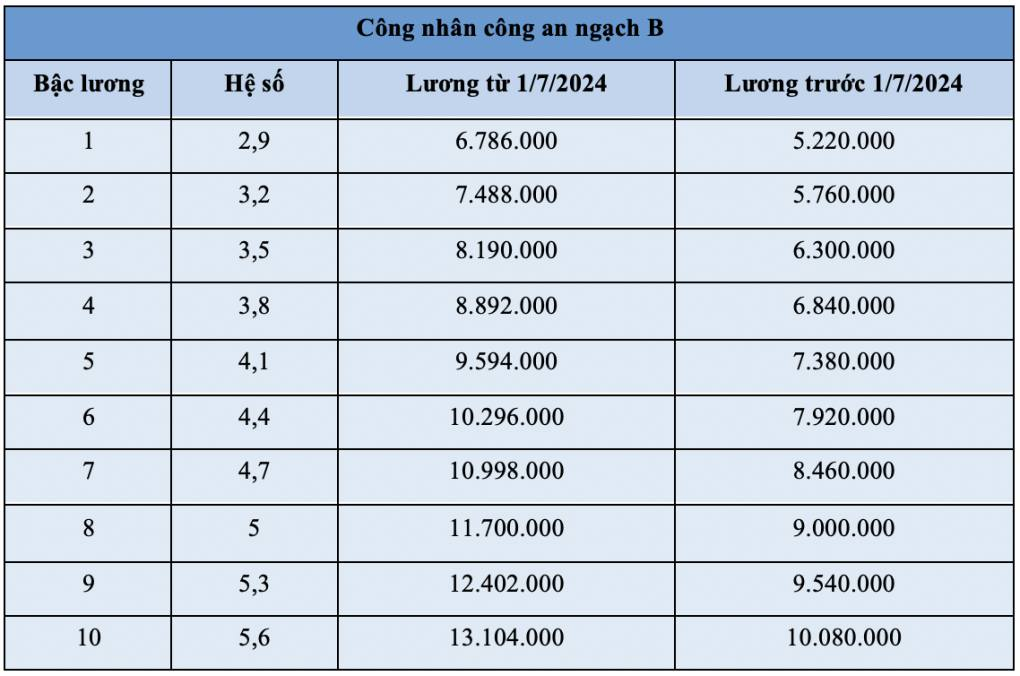 Công nhân công an ngạch B
Bậc lương Hệ số Lương từ 1/7/2024 Lương trước 1/7/2024
1 2,9 6.786.000 5.220.000
2 3,2 7.488.000 5.760.000
3 3,5 8.190.000 6.300.000
4 3,8 8.892.000 6.840.000
5 4,1 9.594.000 7.380.000
6 4,4 10.296.000 7.920.000
7 4,7 10.998.000 8.460.000
8 5 11.700.000 9.000.000
9 5,3 12.402.000 9.540.000
10 5,6 13.104.000 10.080.000